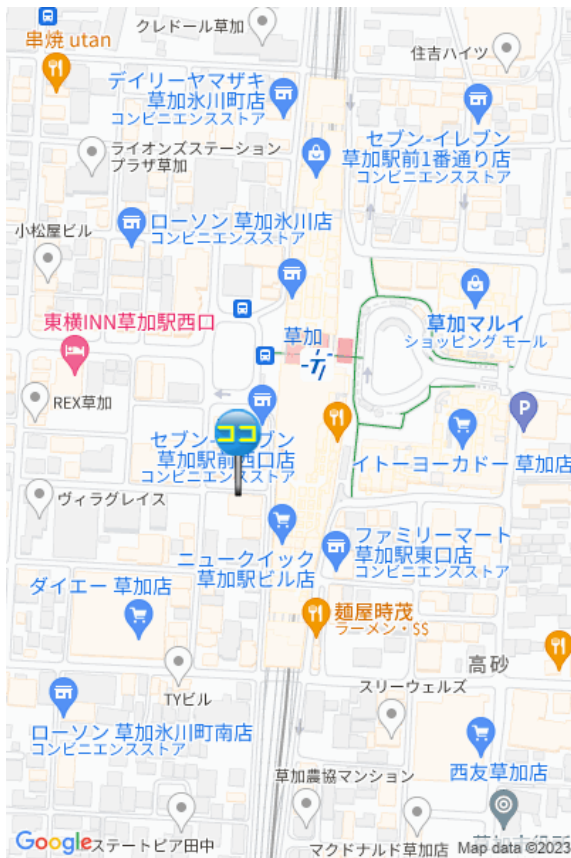 クレドール草加
串焼 utan
住吉ハイツ
デイリーヤマザキ
草加氷川町店
コンビニエンスストア
セブン-イレブン
草加駅前1番通り店
コンビニエンスストア
ライオンズステーション
プラザ草加
ローソン 草加氷川店
コンビニエンスストア
小松屋ビル
東横INN草加駅西口
草加
草加マルイ
ショッピング モール
REX草加
P
ココ
セブン-
ブン
草加駅前西口店
コンビニエンスストア
イトーヨーカドー 草加店
ヴィラグレイス
ニュークイック
草加駅ビル店
ファミリーマート
草加駅東口店
コンビニエンスストア
ダイエー 草加店
麺屋時茂
ラーメン・$$
高砂
TYビル
スリーウェルズ
ローソン 草加氷川町南店
コンビニエンスストア
西友草加店
草加農協マンション
Google
ステートピア田中
マクドナルド草加店
Map data ©2023